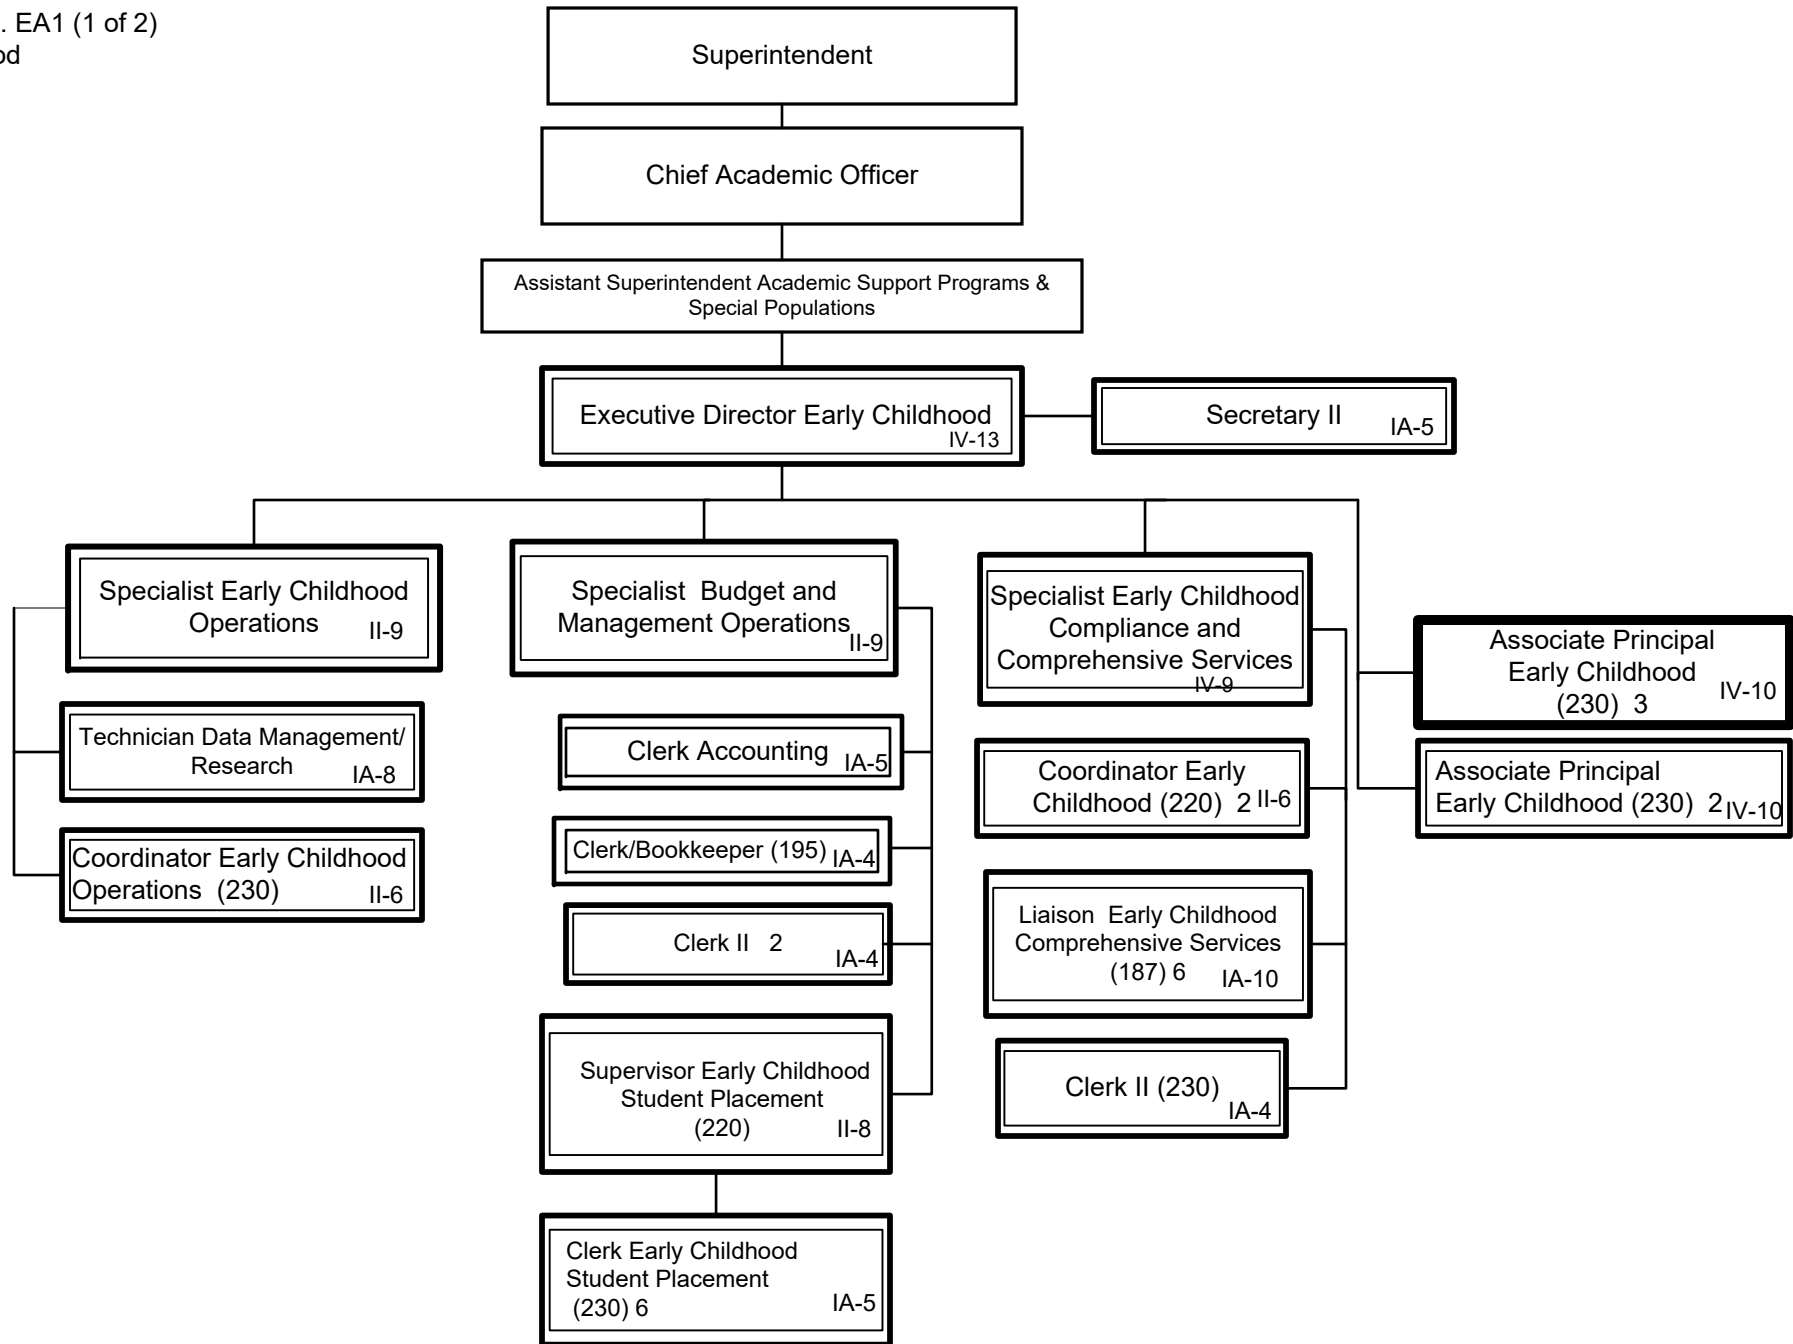 . EA1 (1 of 2)
od
Superintendent
Chief Academic Officer
Assistant Superintendent Academic Support Programs &
Special Populations
Executive Director Early Childhood
IV-13
Secretary II
IA-5
Specialist Early Childhood
Operations
II-9
Specialist Budget and
Management Operations
II-9
Specialist Early Childhood
Compliance and
Comprehensive Services
IV-9
Associate Principal
Early Childhood
(230) 3
IV-10
Technician Data Management/
Research
IA-8
Clerk Accounting
IA-5
Coordinator Early
Childhood (220) 2
II-6
Associate Principal
Early Childhood (230) 2
IV-10
Coordinator Early Childhood
Operations (230)
II-6
Clerk/Bookkeeper (195)
IA-4
Clerk II 2
IA-4
Liaison Early Childhood
Comprehensive Services
(187) 6
IA-10
Supervisor Early Childhood
Student Placement
(220)
II-8
Clerk II (230)
IA-4
Clerk Early Childhood
Student Placement
(230) 6
IA-5